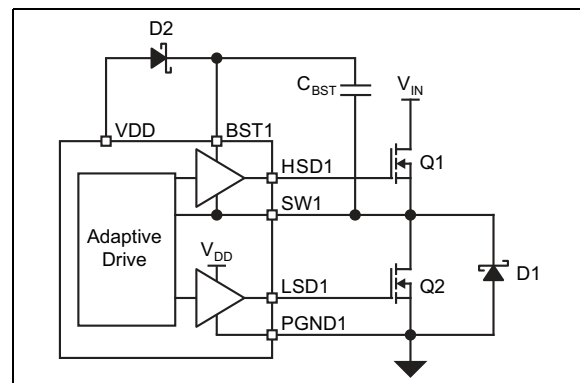 D2
C_BST
V_IN
VDD
BST1
HSD1
Q1
SW1
Adaptive
Drive
V_DD
LSD1
Q2
D1
PGND1